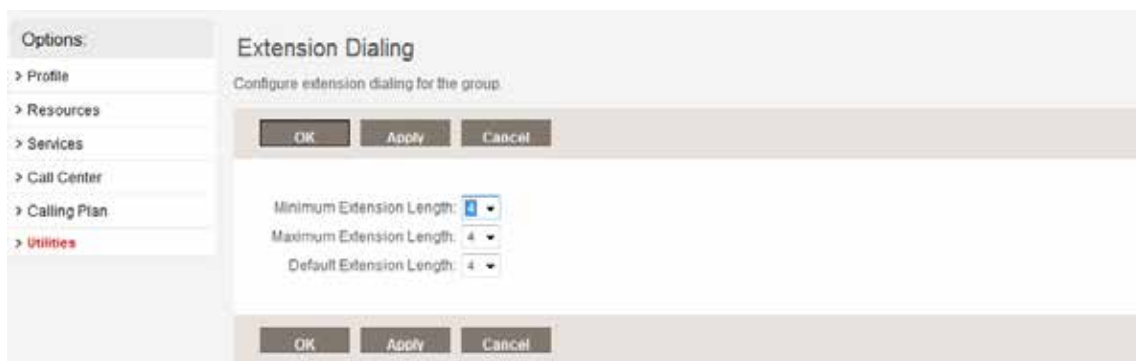 Options:
> Profile
> Resources
> Services
> Call Center
> Calling Plan
> Utilities
Extension Dialing
Configure extension dialing for the group.
OK Apply Cancel
Minimum Extension Length: 4
Maximum Extension Length: 4
Default Extension Length: 4
OK Apply Cancel